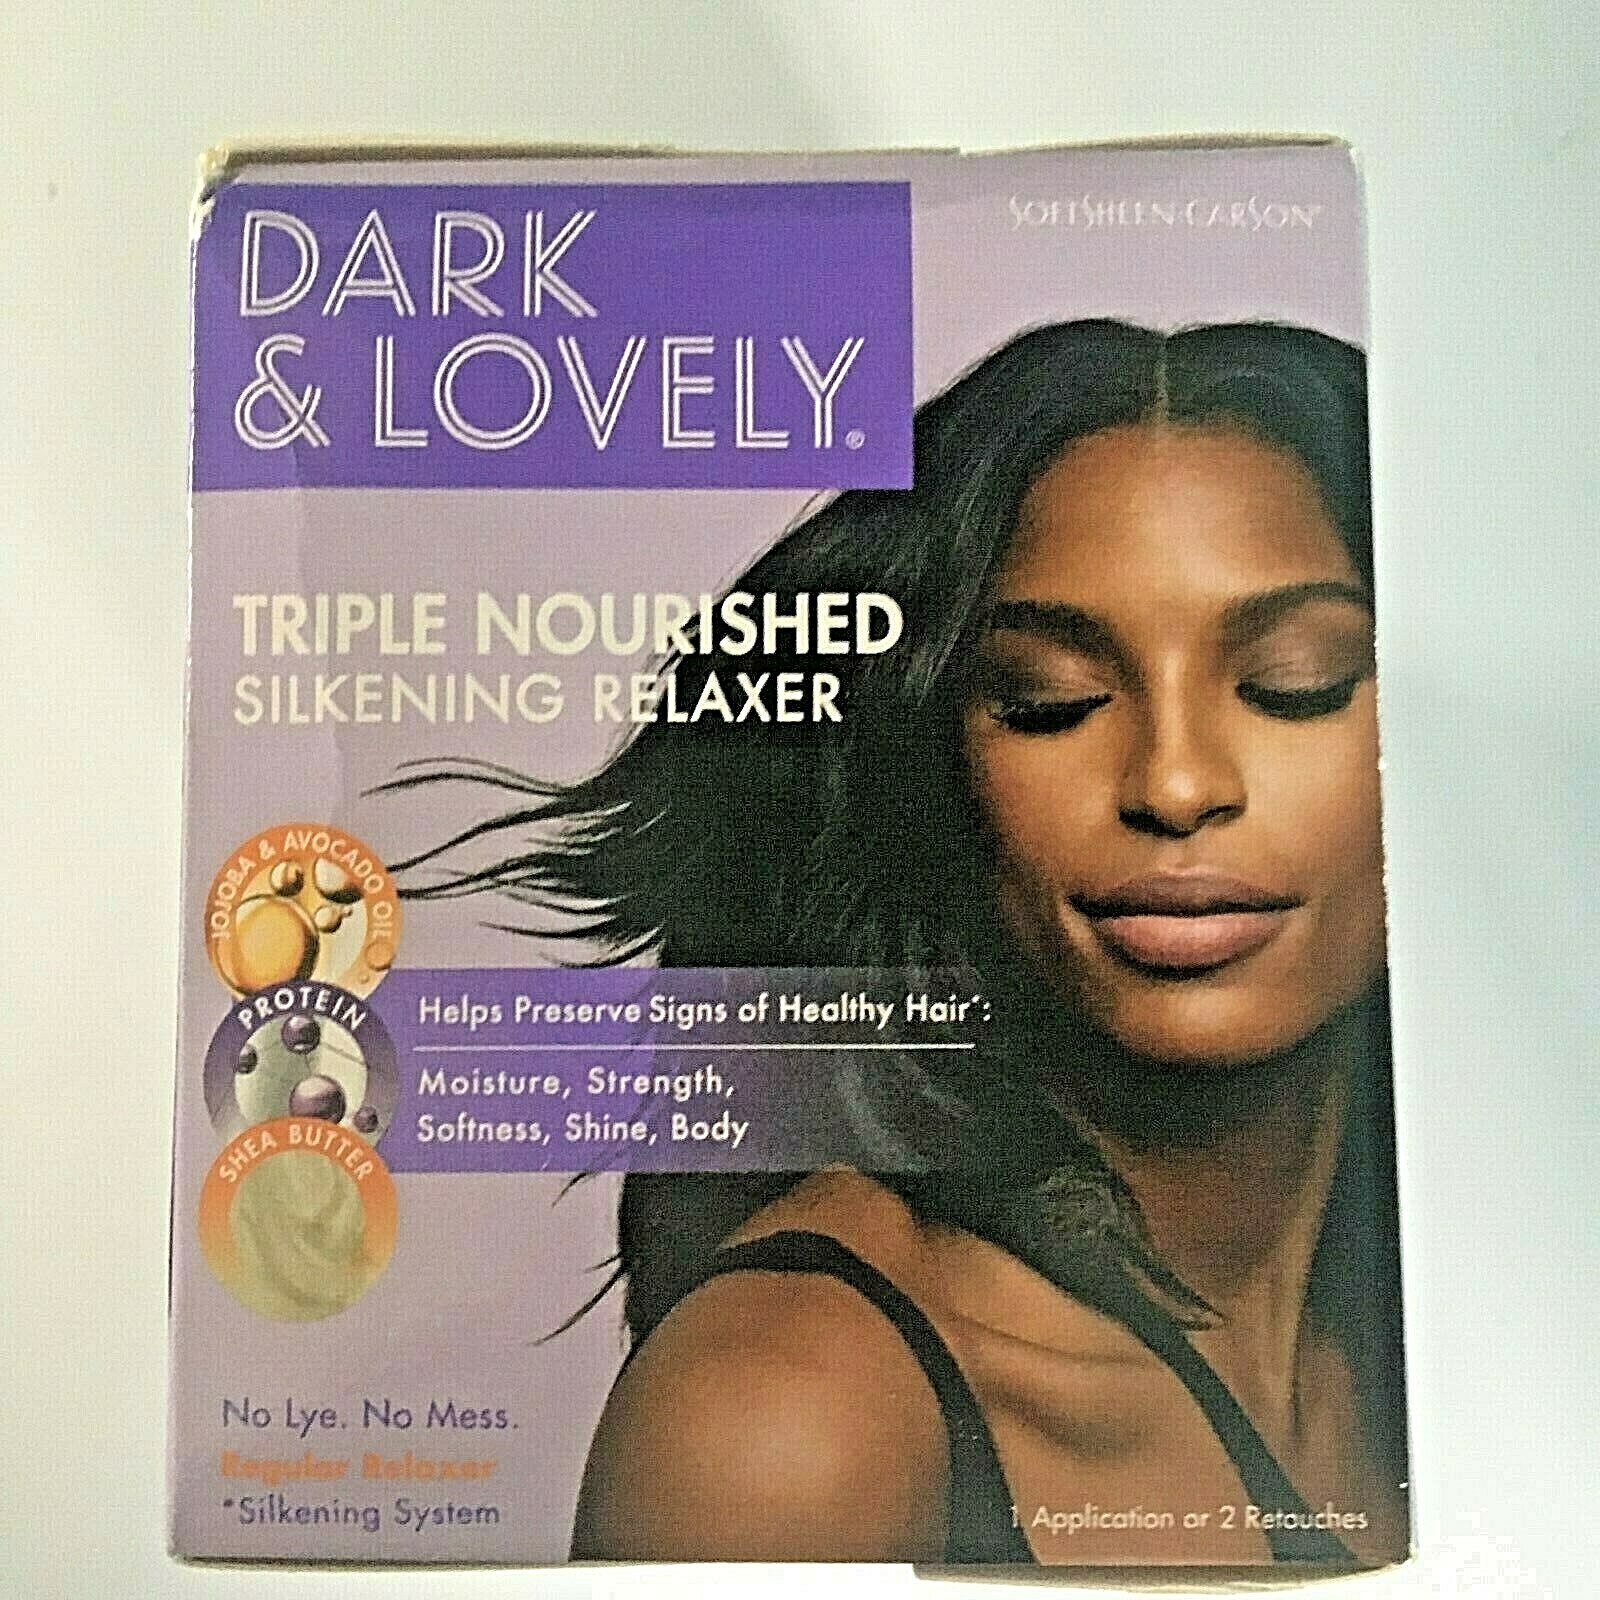 DARK
& LOVELY®
SOFTSHEEN·CARSON®
TRIPLE NOURISHED
SILKENING RELAXER
JOJOBA & AVOCADO OIL
PROTEIN
SHEA BUTTER
Helps Preserve Signs of Healthy Hair*:
Moisture, Strength,
Softness, Shine, Body
No Lye. No Mess.
Regular Relaxer
*Silkening System
1 Application or 2 Retouches